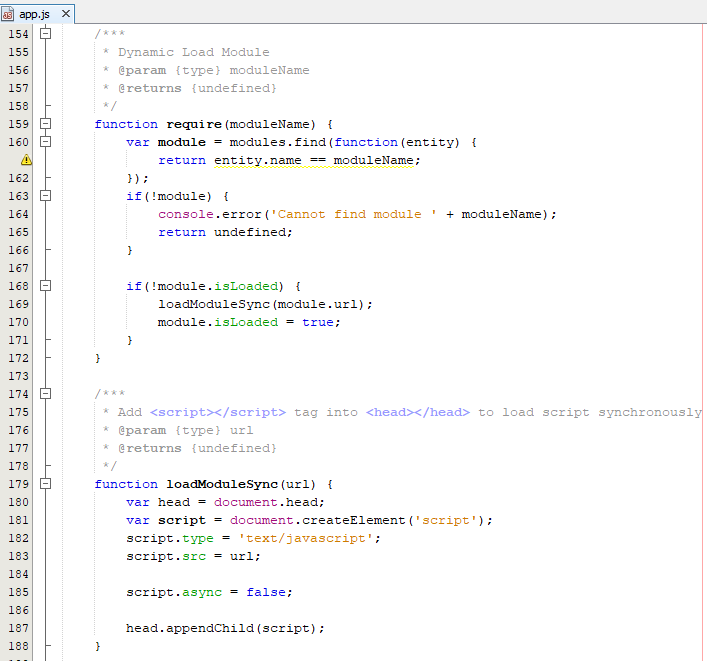 app.js
154 /***
155 * Dynamic Load Module
156 * @param {type} moduleName
157 * @returns {undefined}
158 */
159 function require(moduleName) {
160 var module = modules.find(function(entity) {
return entity.name == moduleName;
162 });
163 if(!module) {
164 console.error('Cannot find module ' + moduleName);
165 return undefined;
166 }
167
168 if(!module.isLoaded) {
169 loadModuleSync(module.url);
170 module.isLoaded = true;
171 }
172 }
173
174 /***
175 * Add <script></script> tag into <head></head> to load script synchronously
176 * @param {type} url
177 * @returns {undefined}
178 */
179 function loadModuleSync(url) {
180 var head = document.head;
181 var script = document.createElement('script');
182 script.type = 'text/javascript';
183 script.src = url;
184
185 script.async = false;
186
187 head.appendChild(script);
188 }